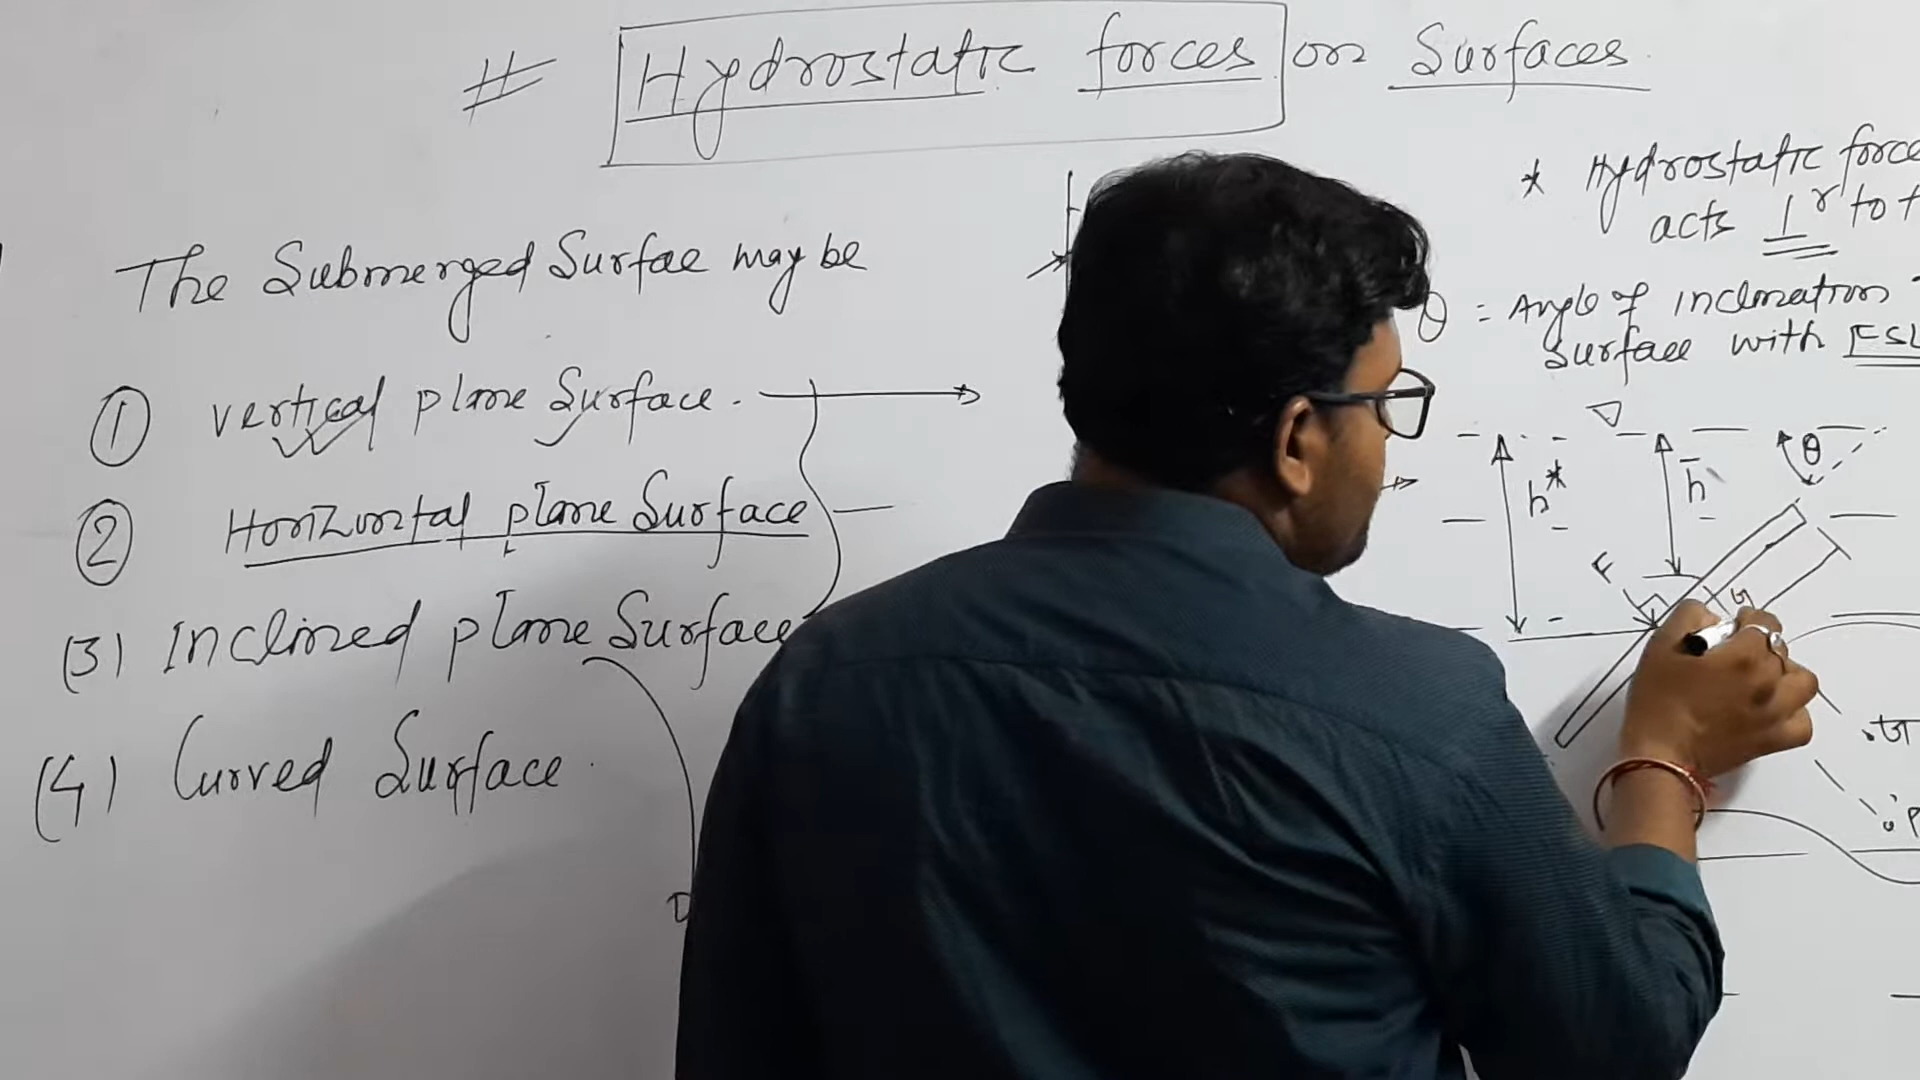 # Hydrostatic forces on Surfaces
The Submerged Surfae may be
① vertical plane Surface.
② Horizontal plane Surface
(3) Inclined plane Surface
(4) Curved Surface.
* Hydrostatic force
acts ⊥r to t
θ = Angle of inclination
Surface with FSL
h*
h̄
θ
F
G
.G